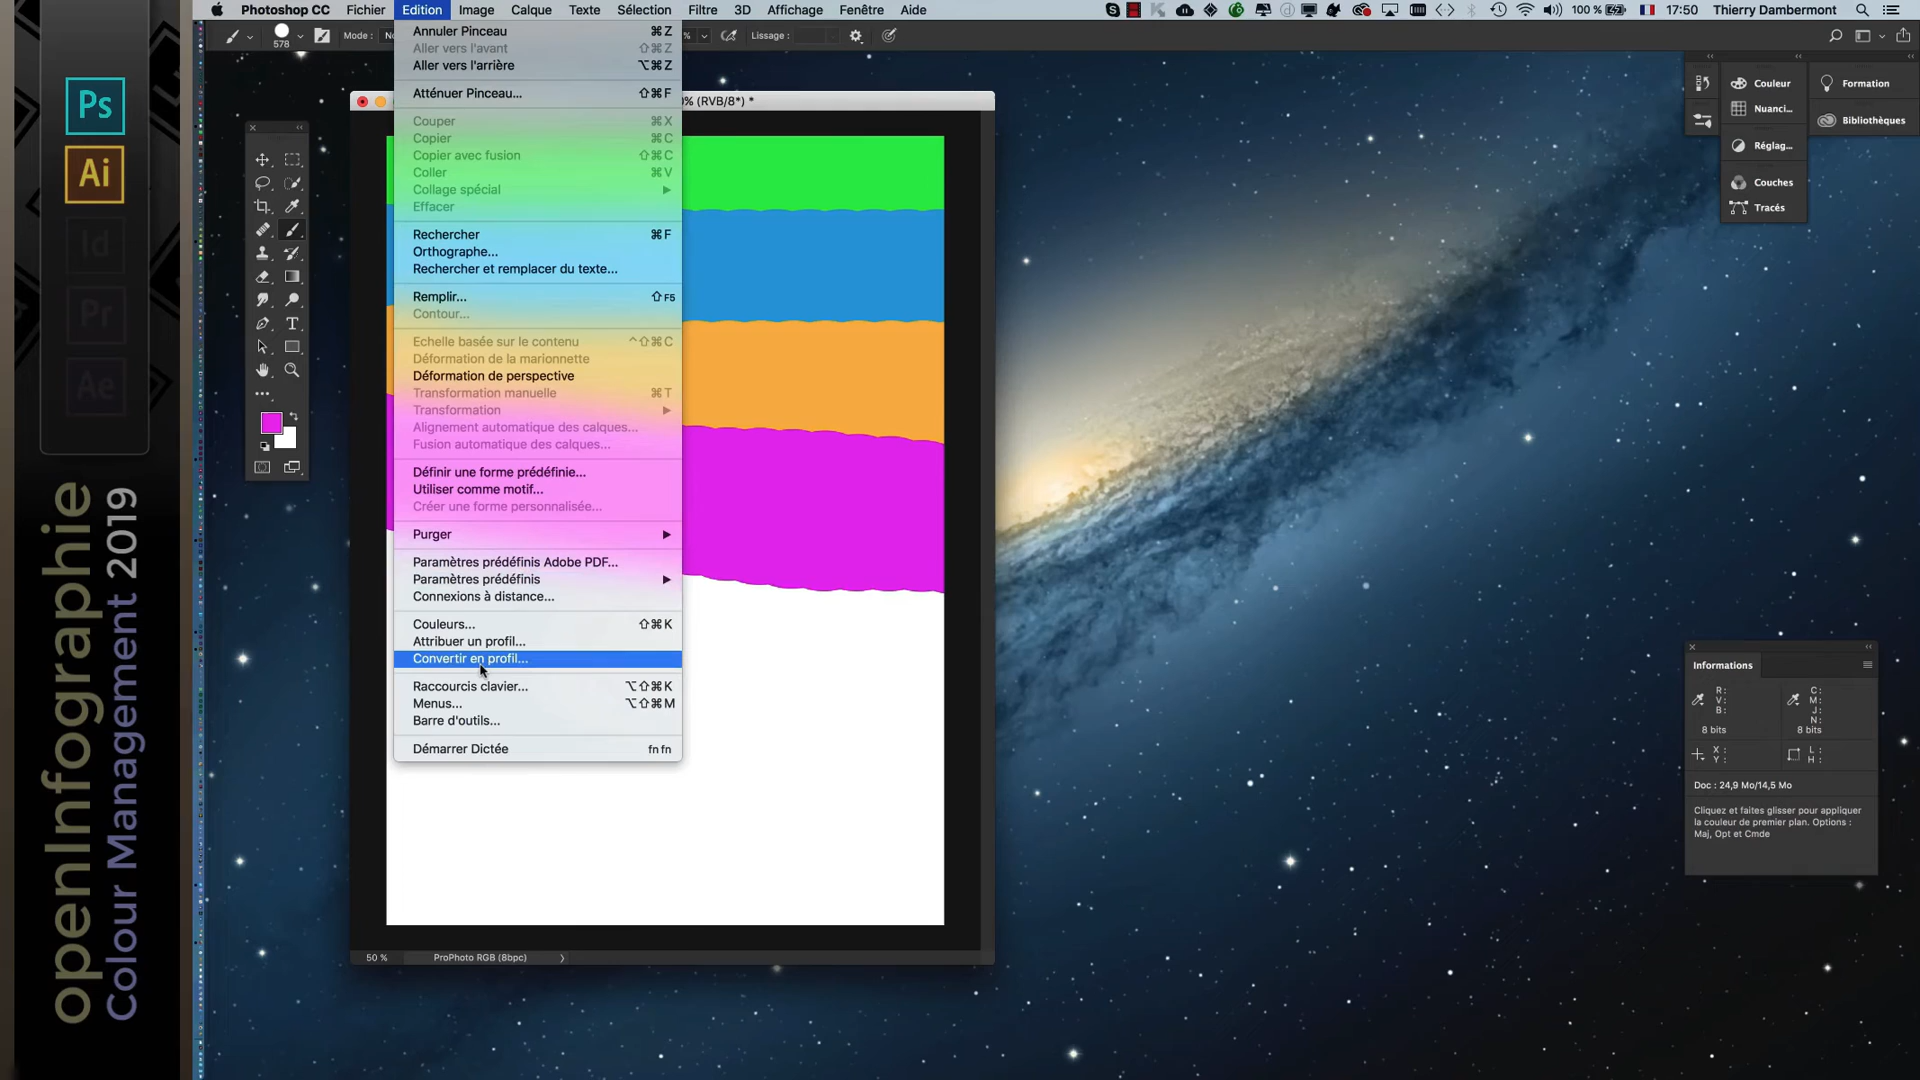 Photoshop CC Fichier Edition Image Calque Texte Sélection Filtre 3D Affichage Fenêtre Aide 100 % 17:50 Thierry Dambermont
578 Mode : % Lissage :
Annuler Pinceau ⌘Z
Aller vers l'avant ⇧⌘Z
Aller vers l'arrière ⌥⌘Z
Atténuer Pinceau... ⇧⌘F
Couper ⌘X
Copier ⌘C
Copier avec fusion ⇧⌘C
Coller ⌘V
Collage spécial
Effacer
Rechercher ⌘F
Orthographe...
Rechercher et remplacer du texte...
Remplir... ⇧F5
Contour...
Echelle basée sur le contenu ^⇧⌘C
Déformation de la marionnette
Déformation de perspective
Transformation manuelle ⌘T
Transformation
Alignement automatique des calques...
Fusion automatique des calques...
Définir une forme prédéfinie...
Utiliser comme motif...
Créer une forme personnalisée...
Purger
Paramètres prédéfinis Adobe PDF...
Paramètres prédéfinis
Connexions à distance...
Couleurs... ⇧⌘K
Attribuer un profil...
Convertir en profil...
Raccourcis clavier... ⌥⇧⌘K
Menus... ⌥⇧⌘M
Barre d'outils...
Démarrer Dictée fn fn
0% (RVB/8*) *
50 % ProPhoto RGB (8bpc)
Ps
Ai
Id
Pr
Ae
openInfographie
Colour Management 2019
Couleur
Nuanci...
Réglag...
Couches
Tracés
Formation
Bibliothèques
Informations
R : C :
V : M :
B : J :
N :
8 bits 8 bits
X : L :
Y : H :
Doc : 24,9 Mo/14,5 Mo
Cliquez et faites glisser pour appliquer
la couleur de premier plan. Options :
Maj, Opt et Cmde